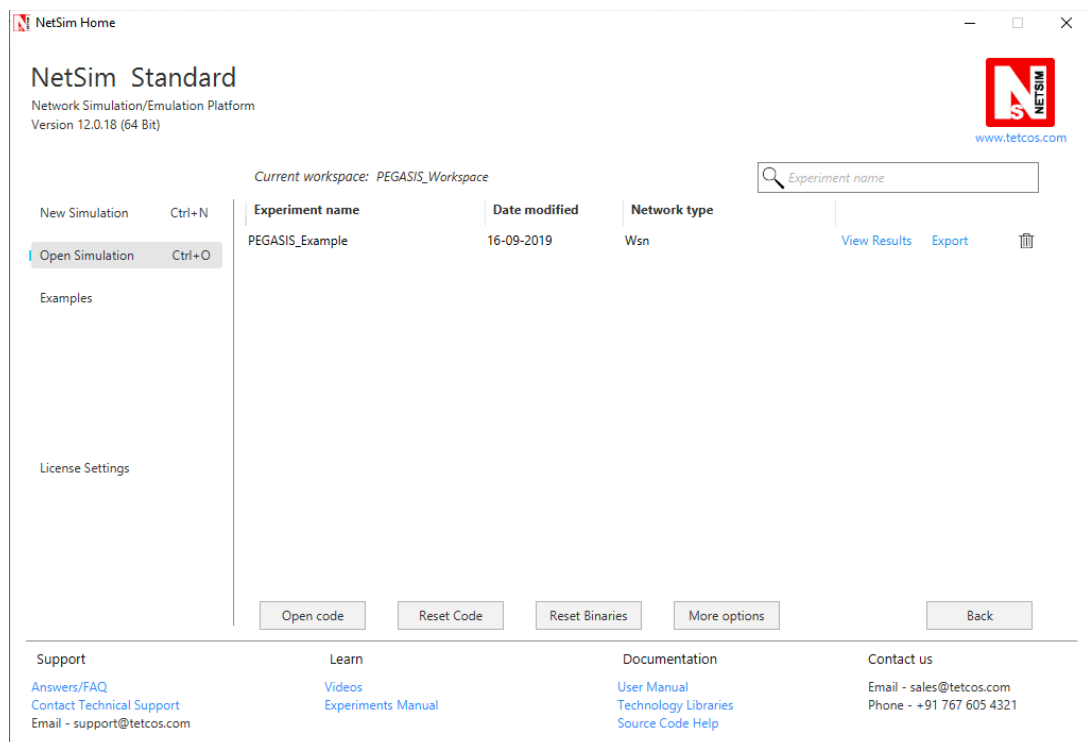 NetSim Home
NetSim Standard
Network Simulation/Emulation Platform
Version 12.0.18 (64 Bit)
NETSIM
www.tetcos.com
Current workspace: PEGASIS_Workspace
Experiment name
New Simulation Ctrl+N
Open Simulation Ctrl+O
Examples
License Settings
Experiment name Date modified Network type
PEGASIS_Example 16-09-2019 Wsn View Results Export
Open code Reset Code Reset Binaries More options Back
Support
Answers/FAQ
Contact Technical Support
Email - support@tetcos.com
Learn
Videos
Experiments Manual
Documentation
User Manual
Technology Libraries
Source Code Help
Contact us
Email - sales@tetcos.com
Phone - +91 767 605 4321